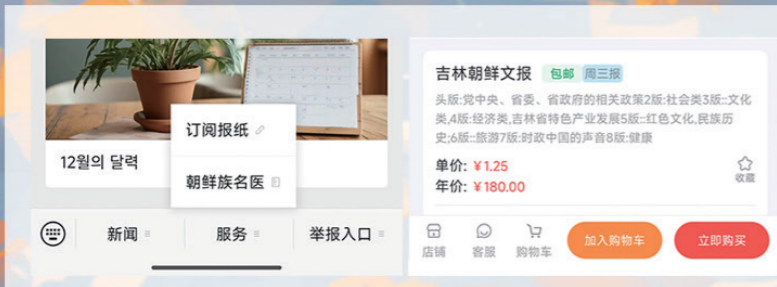 订阅报纸
朝鲜族名医
12월의 달력
新闻
服务
举报入口
吉林朝鲜文报 包邮 周三报
头版:党中央、省委、省政府的相关政策2版:社会类3版::文化
类,4版:经济类,吉林省特色产业发展5版::红色文化,民族历
史;6版::旅游7版:时政中国的声音8版:健康
单价: ¥1.25
年价: ¥180.00
收藏
店铺
客服
购物车
加入购物车
立即购买